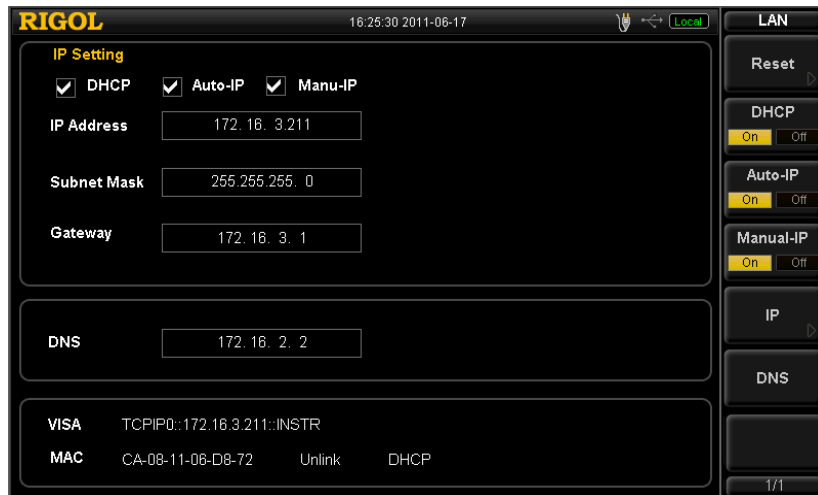 RIGOL 16:25:30 2011-06-17 Local LAN
IP Setting
DHCP Auto-IP Manu-IP
IP Address 172. 16. 3.211
Subnet Mask 255.255.255. 0
Gateway 172. 16. 3. 1
DNS 172. 16. 2. 2
VISA TCPIP0::172.16.3.211::INSTR
MAC CA-08-11-06-D8-72 Unlink DHCP
Reset
DHCP
On Off
Auto-IP
On Off
Manual-IP
On Off
IP
DNS
1/1